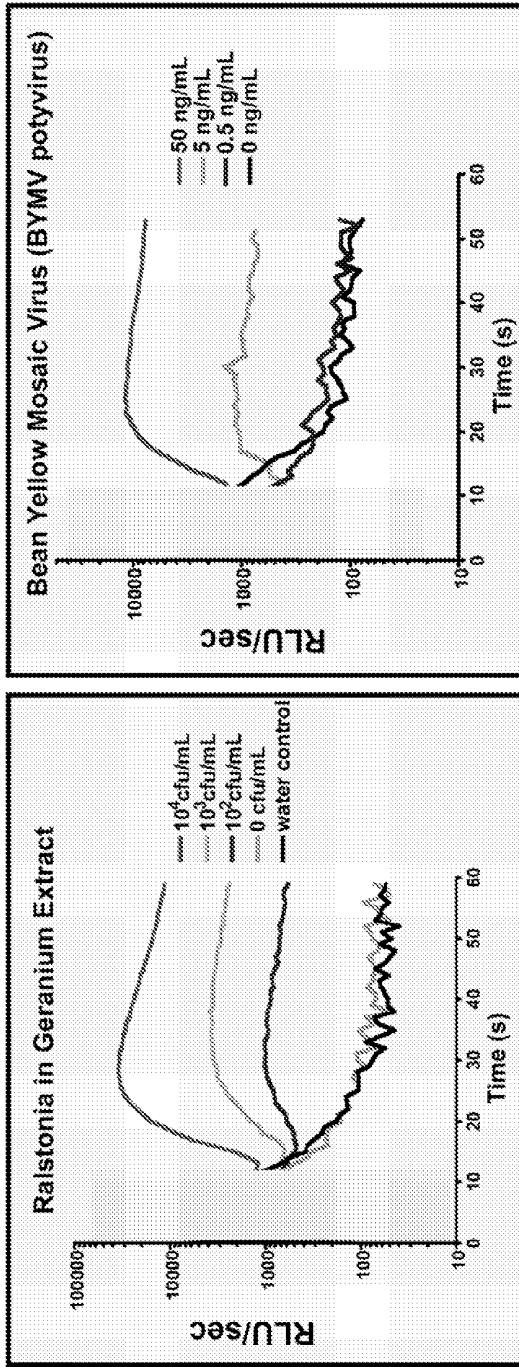 Ralstonia in Geranium Extract
RLU/sec
100000
10000
1000
100
10
0
10
20
30
40
50
60
Time (s)
10⁴cfu/mL
10³cfu/mL
10²cfu/mL
0 cfu/mL
water control
Bean Yellow Mosaic Virus (BYMV potyvirus)
RLU/sec
10000
1000
100
10
0
10
20
30
40
50
60
Time (s)
50 ng/mL
5 ng/mL
0.5 ng/mL
0 ng/mL